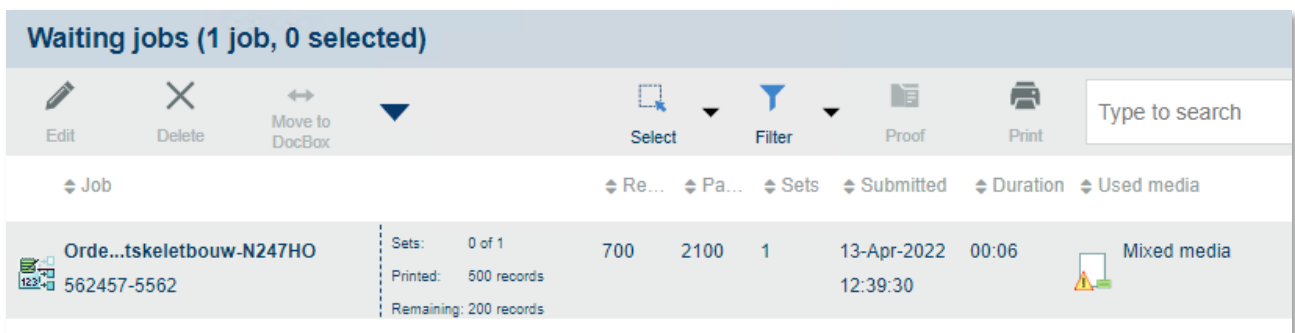 Waiting jobs (1 job, 0 selected)
Edit
Delete
Move to
DocBox
Select
Filter
Proof
Print
Type to search
Job Re... Pa... Sets Submitted Duration Used media
Orde...tskeletbouw-N247HO
562457-5562
123
Sets: 0 of 1
Printed: 500 records
Remaining: 200 records
700 2100 1
13-Apr-2022
12:39:30
00:06
Mixed media